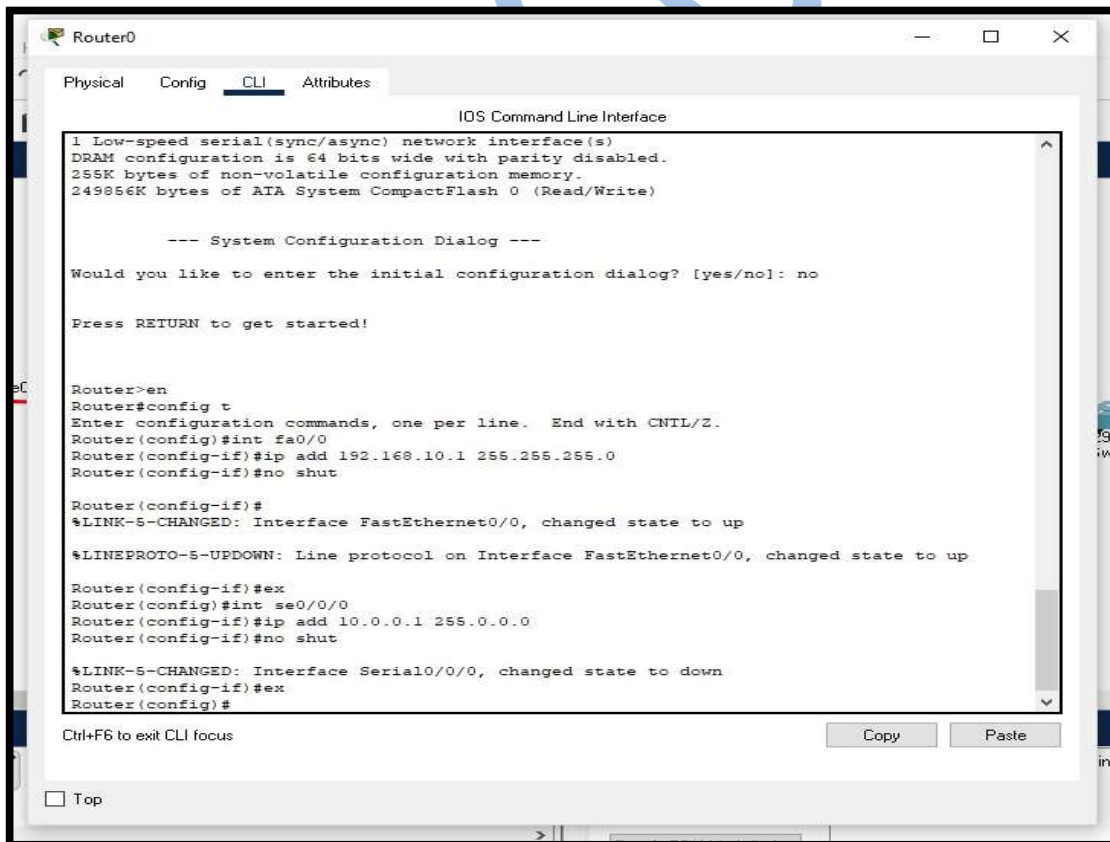 Router0
Physical Config CLI Attributes
IOS Command Line Interface
1 Low-speed serial(sync/async) network interface(s)
DRAM configuration is 64 bits wide with parity disabled.
255K bytes of non-volatile configuration memory.
249856K bytes of ATA System CompactFlash 0 (Read/Write)
--- System Configuration Dialog ---
Would you like to enter the initial configuration dialog? [yes/no]: no
Press RETURN to get started!
Router>en
Router#config t
Enter configuration commands, one per line. End with CNTL/Z.
Router(config)#int fa0/0
Router(config-if)#ip add 192.168.10.1 255.255.255.0
Router(config-if)#no shut
Router(config-if)#
%LINK-5-CHANGED: Interface FastEthernet0/0, changed state to up
%LINEPROTO-5-UPDOWN: Line protocol on Interface FastEthernet0/0, changed state to up
Router(config-if)#ex
Router(config)#int se0/0/0
Router(config-if)#ip add 10.0.0.1 255.0.0.0
Router(config-if)#no shut
%LINK-5-CHANGED: Interface Serial0/0/0, changed state to down
Router(config-if)#ex
Router(config)#
Ctrl+F6 to exit CLI focus
Copy Paste
Top